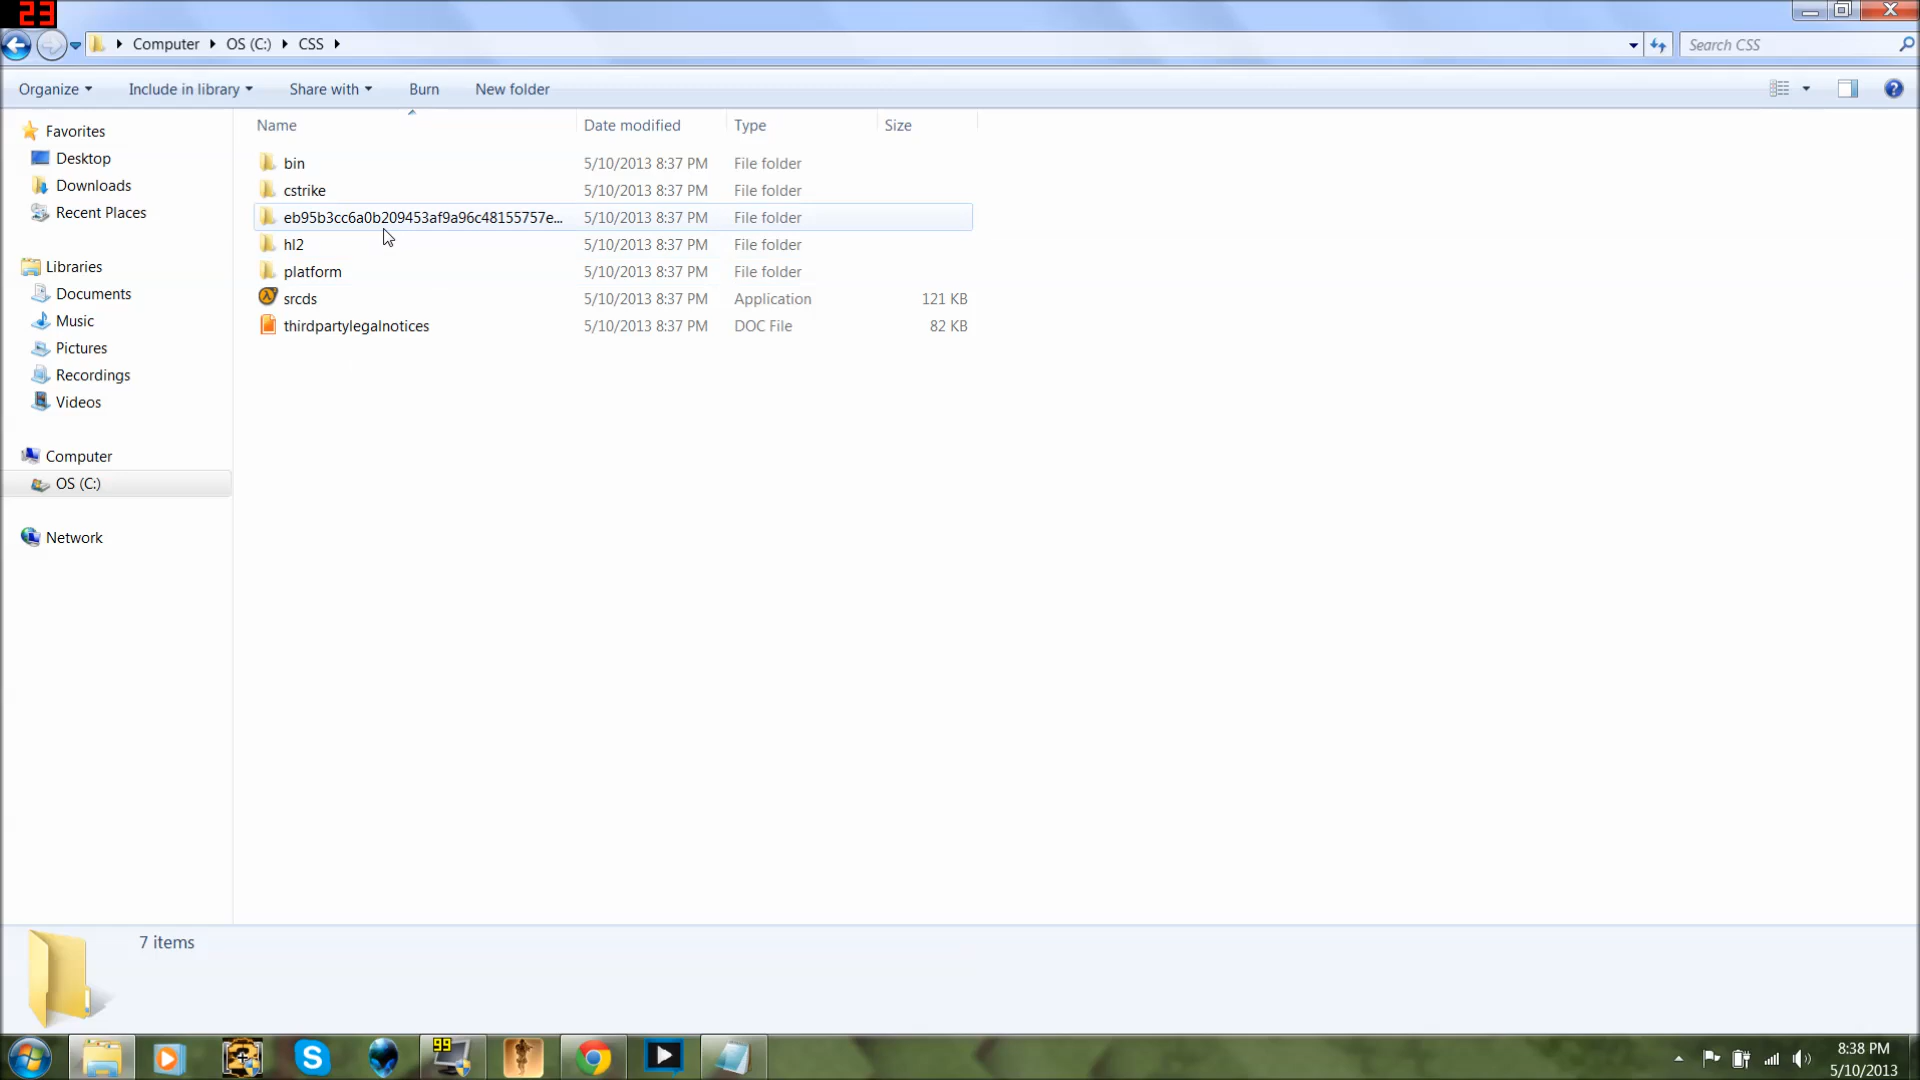 23
Computer OS (C:) CSS
Search CSS
Organize Include in library Share with Burn New folder
Name Date modified Type Size
Favorites
Desktop
Downloads
Recent Places
Libraries
Documents
Music
Pictures
Recordings
Videos
Computer
OS (C:)
Network
bin 5/10/2013 8:37 PM File folder
cstrike 5/10/2013 8:37 PM File folder
eb95b3cc6a0b209453af9a96c48155757e... 5/10/2013 8:37 PM File folder
hl2 5/10/2013 8:37 PM File folder
platform 5/10/2013 8:37 PM File folder
srcds 5/10/2013 8:37 PM Application 121 KB
thirdpartylegalnotices 5/10/2013 8:37 PM DOC File 82 KB
7 items
99
8:38 PM
5/10/2013